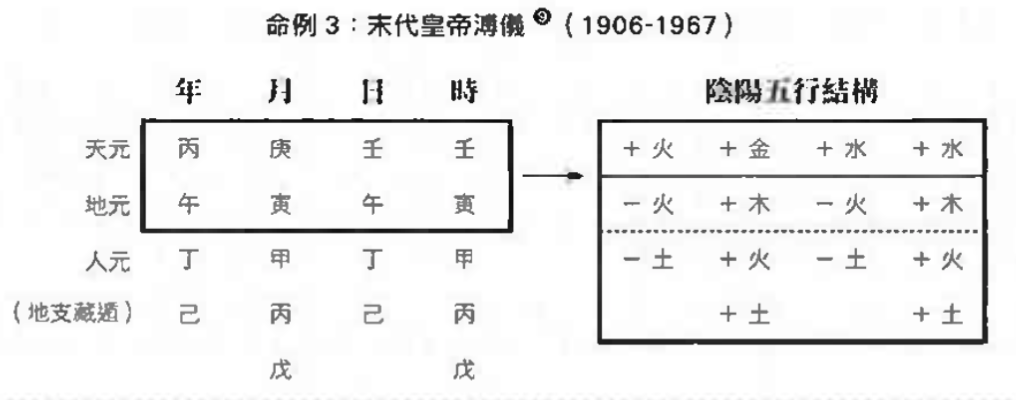 命例 3：末代皇帝溥儀 ❾（1906-1967）
年 月 日 時 陰陽五行結構
天元 丙 庚 壬 壬 +火 +金 +水 +水
地元 午 寅 午 寅 −火 +木 −火 +木
人元 丁 甲 丁 甲 −土 +火 −土 +火
（地支藏遁） 己 丙 己 丙 +土 +土
戊 戊